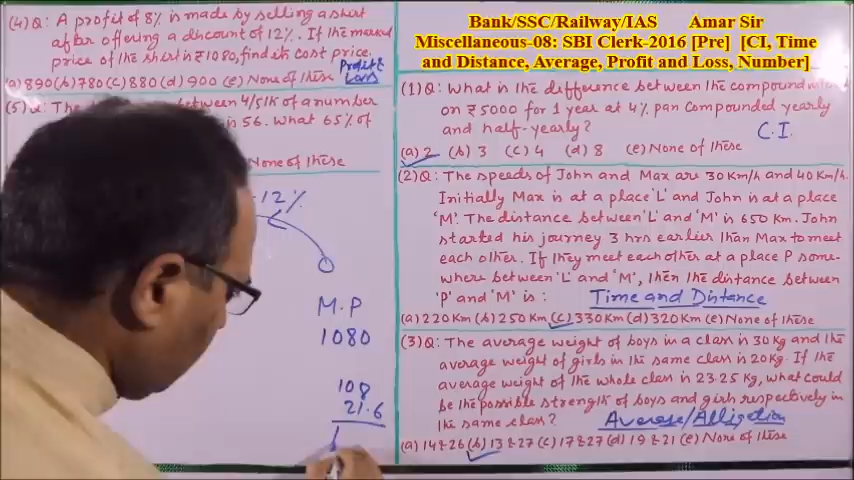 Bank/SSC/Railway/IAS Amar Sir
Miscellaneous-08: SBI Clerk-2016 [Pre] [CI, Time
and Distance, Average, Profit and Loss, Number]
(4)Q: A profit of 8% is made by selling a shirt
after offering a discount of 12%. If the marked
price of the shirt is ₹1080, find its cost price.
(a) 890 (b) 780 (c) 880 (d) 900 (e) None of these
Profit &
Loss
(5)Q: The between 4/5th of a number
is 56. What 65% of
None of these
-12%
M.P
1080
108
21.6
1
(1)Q: What is the difference between the compound
on ₹5000 for 1 year at 4% pan compounded yearly
and half-yearly?
C.I.
(a) 2 (b) 3 (c) 4 (d) 8 (e) None of these
(2)Q: The speeds of John and Max are 30 Km/h and 40 Km/h.
Initially Max is at a place 'L' and John is at a place
'M'. The distance between 'L' and 'M' is 650 Km. John
started his journey 3 hrs earlier than Max to meet
each other. If they meet each other at a place P some-
where between 'L' and 'M', then the distance between
'P' and 'M' is :
Time and Distance
(a) 220 Km (b) 250 Km (c) 330 Km (d) 320 Km (e) None of these
(3)Q: The average weight of boys in a class is 30 Kg and the
average weight of girls in the same class is 20 Kg. If the
average weight of the whole class is 23.25 Kg, what could
be the possible strength of boys and girls respectively in
the same class?
Average/Alligation
(a) 14 & 26 (b) 13 & 27 (c) 17 & 27 (d) 19 & 21 (e) None of these